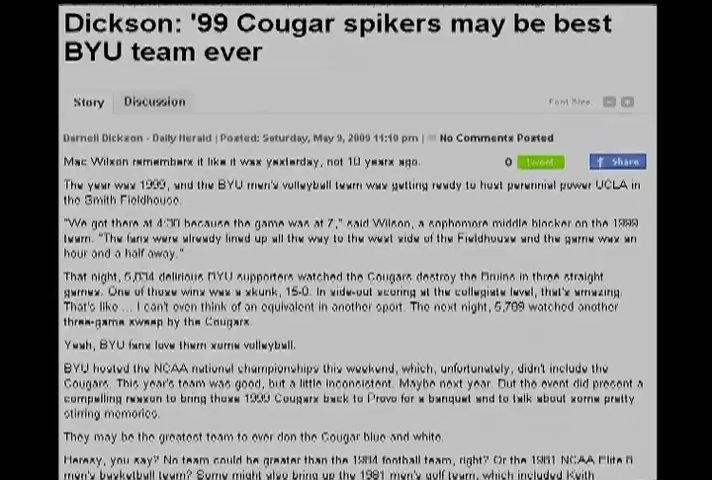 Dickson: '99 Cougar spikers may be best
BYU team ever
Story Discussion Font Size
Darnell Dickson - Daily Herald | Posted: Saturday, May 9, 2009 11:10 pm | No Comments Posted
Mac Wilson remembers it like it was yesterday, not 10 years ago. 0 tweet f Share
The year was 1999, and the BYU men's volleyball team was getting ready to host perennial power UCLA in
the Smith Fieldhouse.
"We got there at 4:30 because the game was at 7," said Wilson, a sophomore middle blocker on the 1999
team. "The fans were already lined up all the way to the west side of the Fieldhouse and the game was an
hour and a half away."
That night, delirious BYU supporters watched the Cougars destroy the Bruins in three straight
games. One of those wins was a skunk, 15-0. In side-out scoring at the collegiate level, that's amazing.
That's like ... I can't even think of an equivalent in another sport. The next night, 5,789 watched another
three-game sweep by the Cougars.
Yeah, BYU fans love them some volleyball.
BYU hosted the NCAA national championships this weekend, which, unfortunately, didn't include the
Cougars. This year's team was good, but a little inconsistent. Maybe next year. But the event did present a
compelling reason to bring those 1999 Cougars back to Provo for a banquet and to talk about some pretty
stirring memories.
They may be the greatest team to ever don the Cougar blue and white.
Heresy, you say? No team could be greater than the 1984 football team, right? Or the 1981 NCAA Elite 8
men's basketball team? Some might also bring up the 1981 men's golf team, which included Keith